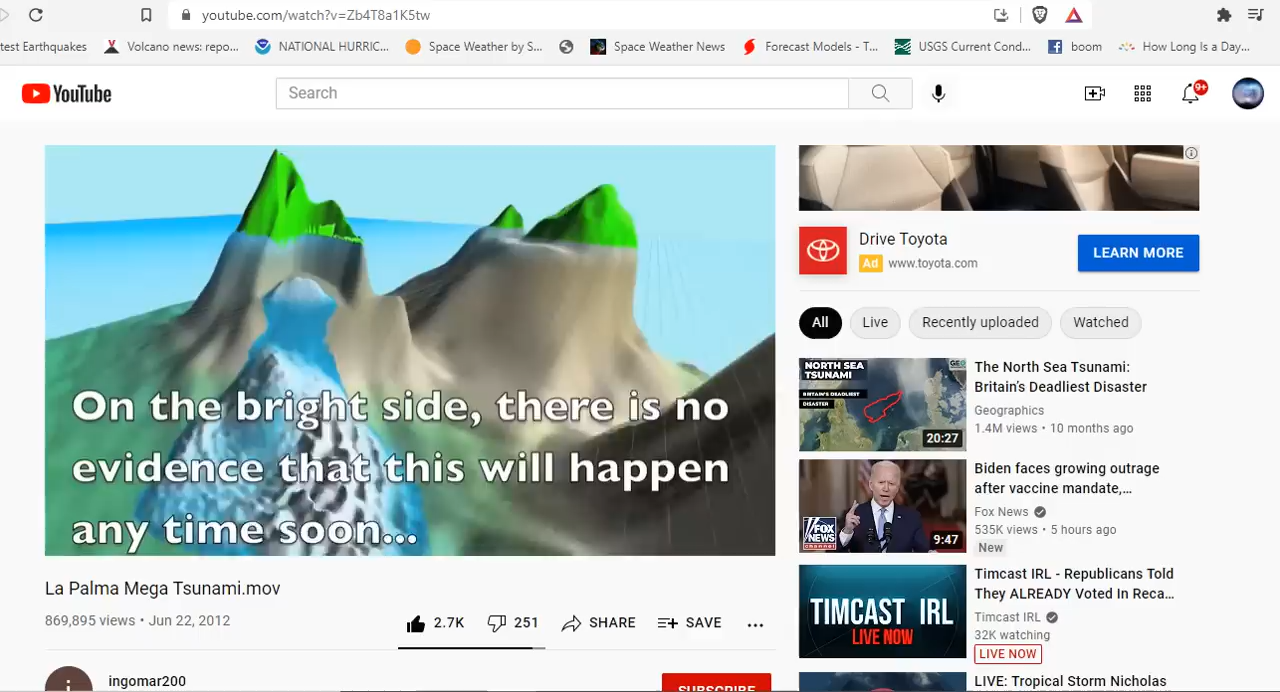 youtube.com/watch?v=Zb4T8a1K5tw
test Earthquakes
Volcano news: repo...
NATIONAL HURRIC...
Space Weather by S...
Space Weather News
Forecast Models - T...
USGS Current Cond...
boom
How Long Is a Day...
YouTube
Search
9+
On the bright side, there is no
evidence that this will happen
any time soon...
La Palma Mega Tsunami.mov
869,895 views • Jun 22, 2012
2.7K
251
SHARE
SAVE
ingomar200
SUBSCRIBE
Drive Toyota
Ad www.toyota.com
LEARN MORE
All
Live
Recently uploaded
Watched
NORTH SEA
TSUNAMI
BRITAIN'S DEADLIEST
DISASTER
GEO
20:27
The North Sea Tsunami:
Britain's Deadliest Disaster
Geographics
1.4M views • 10 months ago
FOX
NEWS
channel
9:47
Biden faces growing outrage
after vaccine mandate,...
Fox News
535K views • 5 hours ago
New
TIMCAST IRL
LIVE NOW
Timcast IRL - Republicans Told
They ALREADY Voted In Reca...
Timcast IRL
32K watching
LIVE NOW
LIVE: Tropical Storm Nicholas